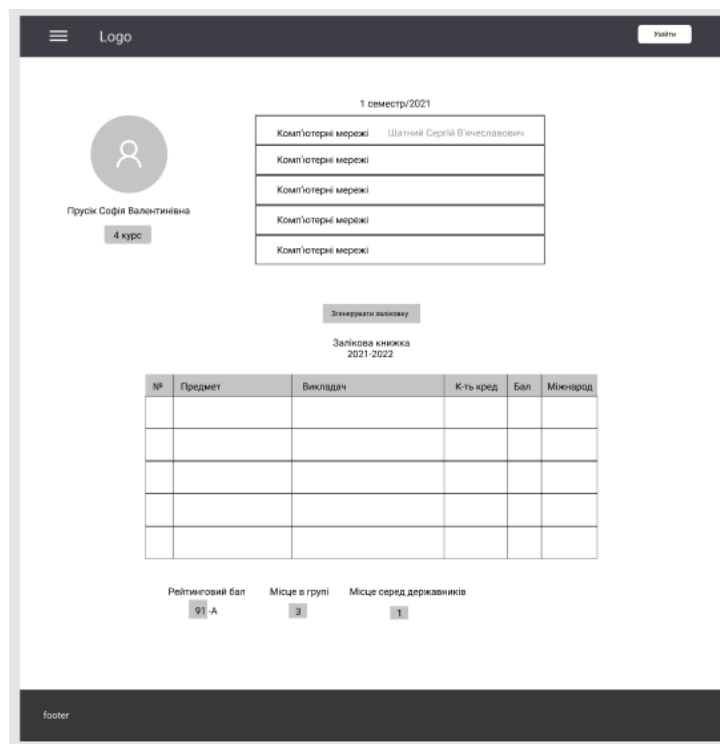 Logo
Увійти
1 семестр/2021
Комп'ютерні мережі Шатний Сергій В'ячеславович
Комп'ютерні мережі
Комп'ютерні мережі
Комп'ютерні мережі
Комп'ютерні мережі
Прусік Софія Валентинівна
4 курс
Згенерувати заліковку
Залікова книжка
2021-2022
№ Предмет Викладач К-ть кред Бал Міжнарод
Рейтинговий бал Місце в групі Місце серед державників
91 -А 3 1
footer